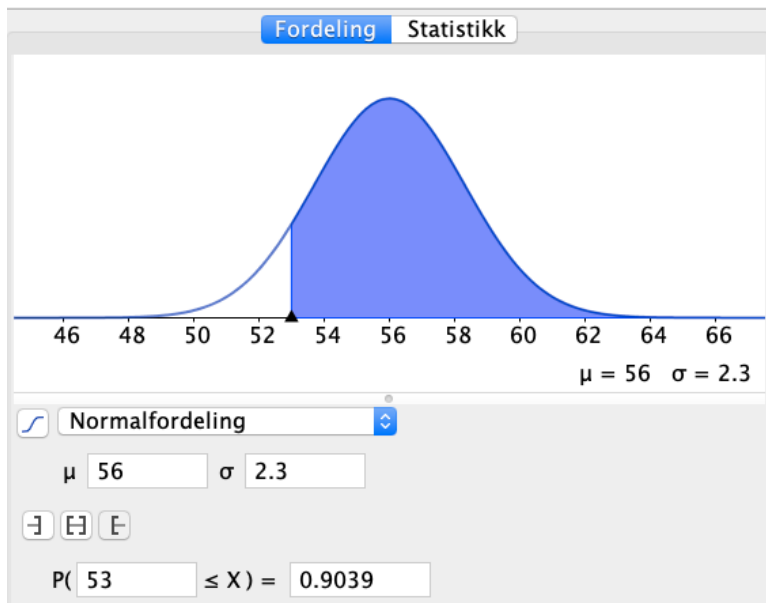 Fordeling Statistikk
46 48 50 52 54 56 58 60 62 64 66
μ = 56 σ = 2.3
Normalfordeling
μ 56 σ 2.3
P( 53 ≤ X ) = 0.9039